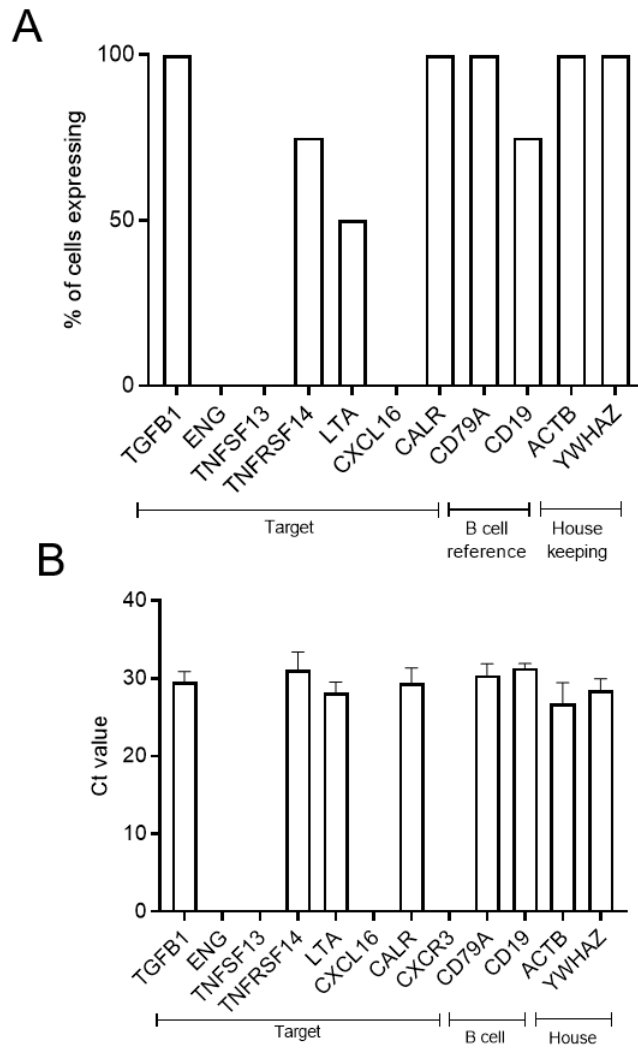 A
100
50
0
% of cells expressing
TGFB1
ENG
TNFSF13
TNFRSF14
LTA
CXCL16
CALR
CD79A
CD19
ACTB
YWHAZ
Target
B cell
reference
House
keeping
B
40
30
20
10
0
Ct value
TGFB1
ENG
TNFSF13
TNFRSF14
LTA
CXCL16
CALR
CXCR3
CD79A
CD19
ACTB
YWHAZ
Target
B cell
House